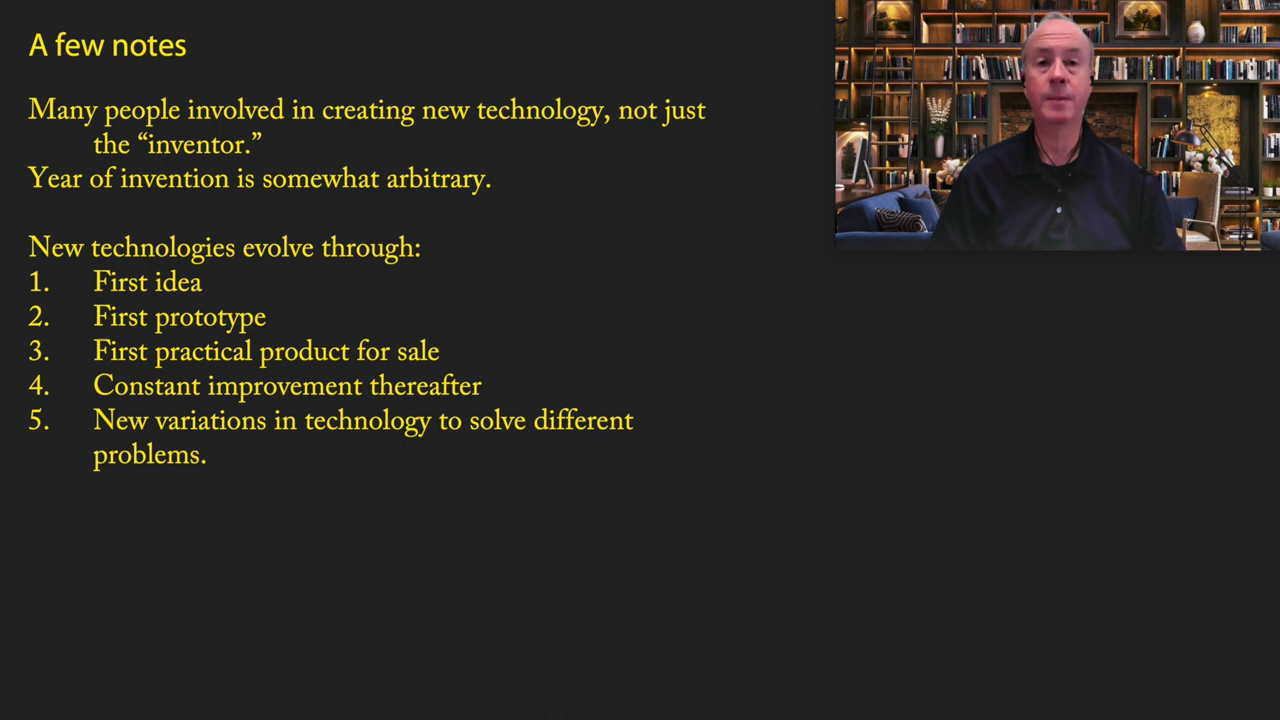 A few notes
Many people involved in creating new technology, not just
the “inventor.”
Year of invention is somewhat arbitrary.
New technologies evolve through:
1. First idea
2. First prototype
3. First practical product for sale
4. Constant improvement thereafter
5. New variations in technology to solve different
problems.